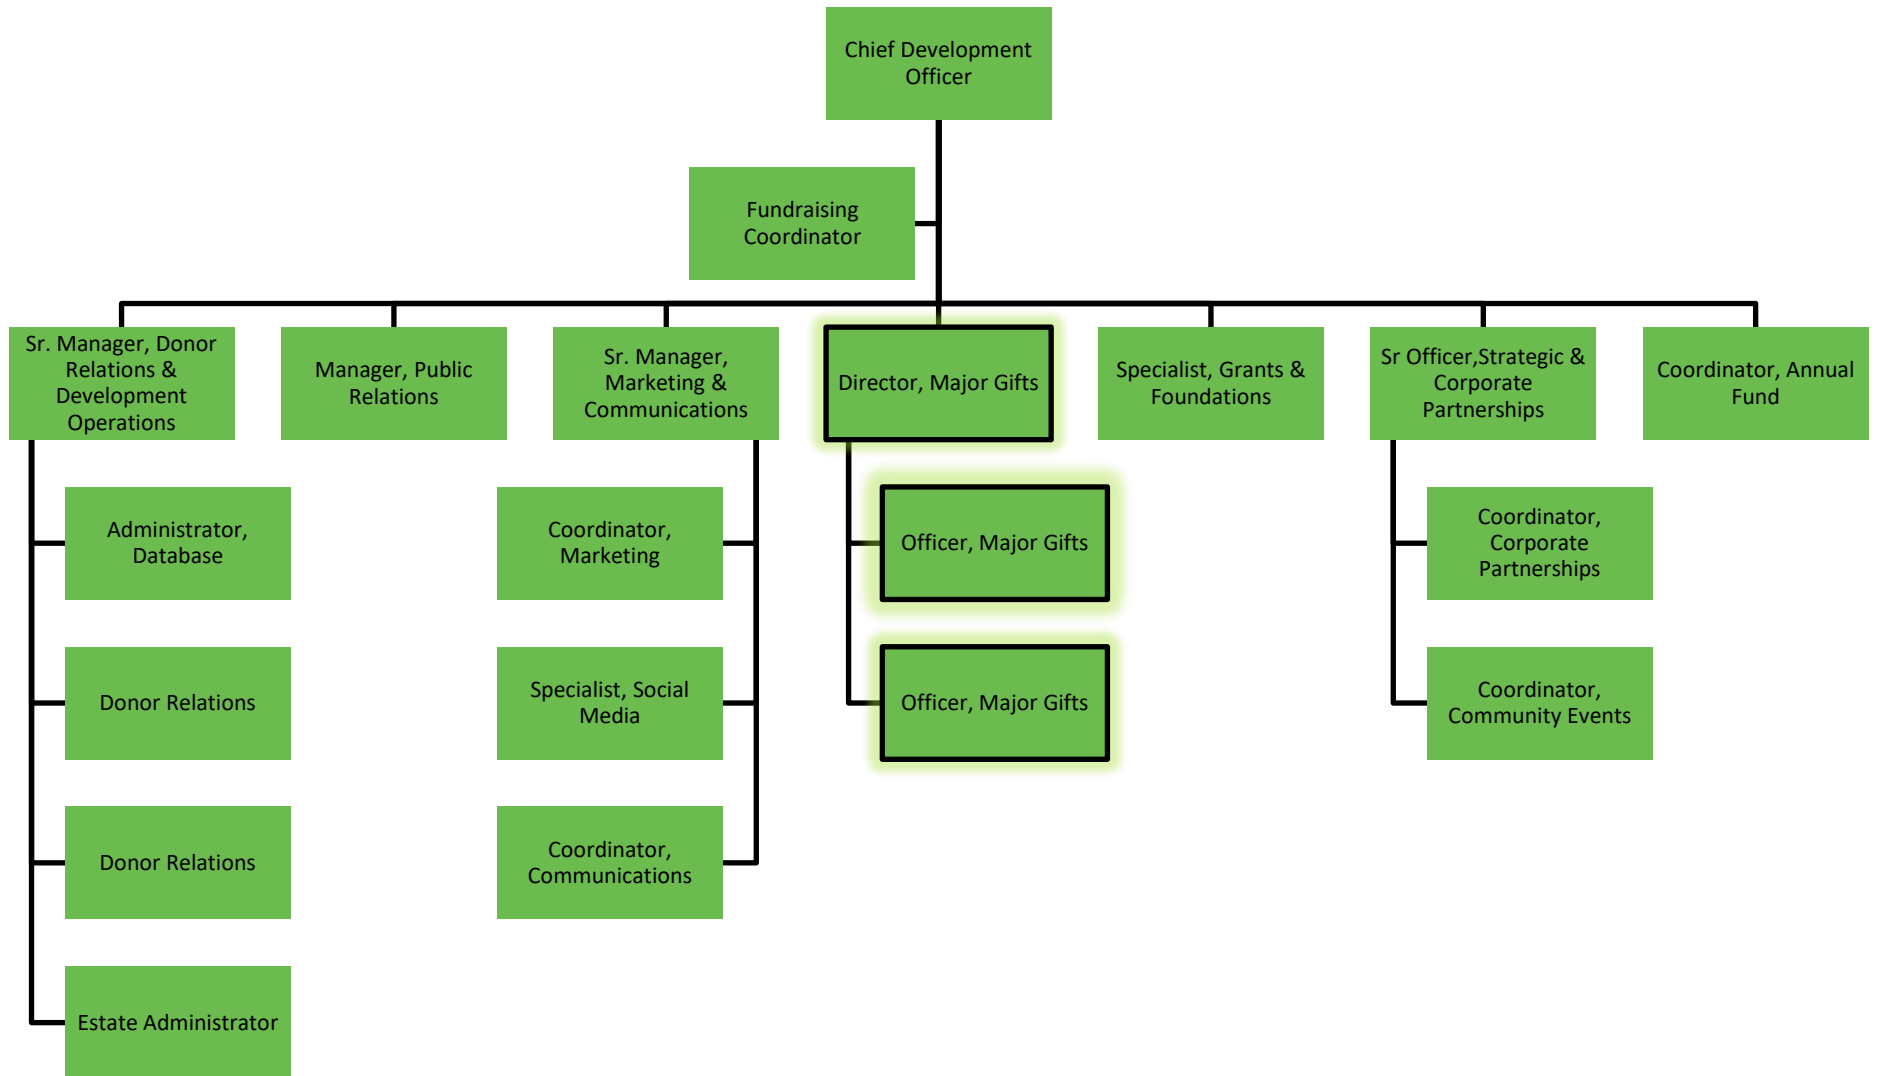 Chief Development
Officer
Fundraising
Coordinator
Sr. Manager, Donor
Relations &
Development
Operations
Manager, Public
Relations
Sr. Manager,
Marketing &
Communications
Director, Major Gifts
Specialist, Grants &
Foundations
Sr Officer,Strategic &
Corporate
Partnerships
Coordinator, Annual
Fund
Administrator,
Database
Coordinator,
Marketing
Officer, Major Gifts
Coordinator,
Corporate
Partnerships
Donor Relations
Specialist, Social
Media
Officer, Major Gifts
Coordinator,
Community Events
Donor Relations
Coordinator,
Communications
Estate Administrator